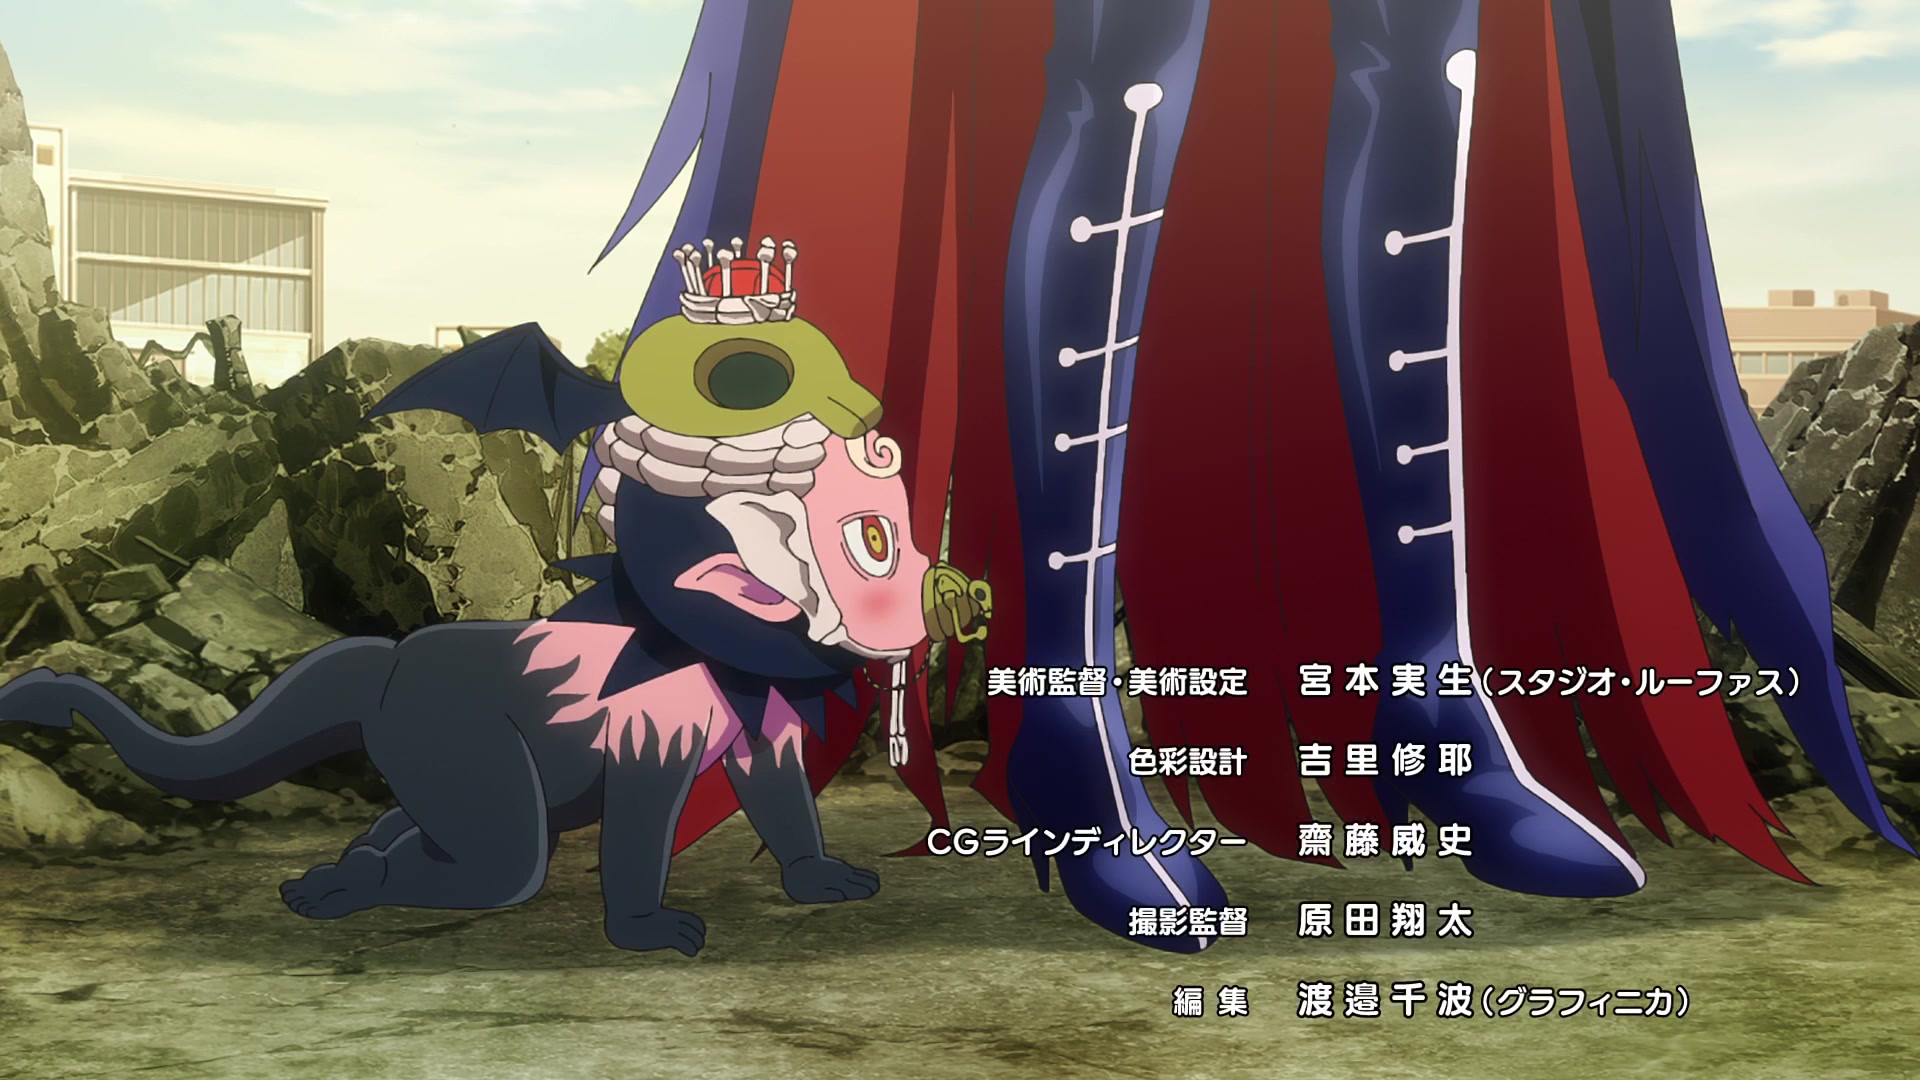 美術監督・美術設定 宮本実生(スタジオ・ルーファス)
色彩設計 吉里修耶
CGラインディレクター 齋藤威史
撮影監督 原田翔太
編集 渡邉千波(グラフィニカ)